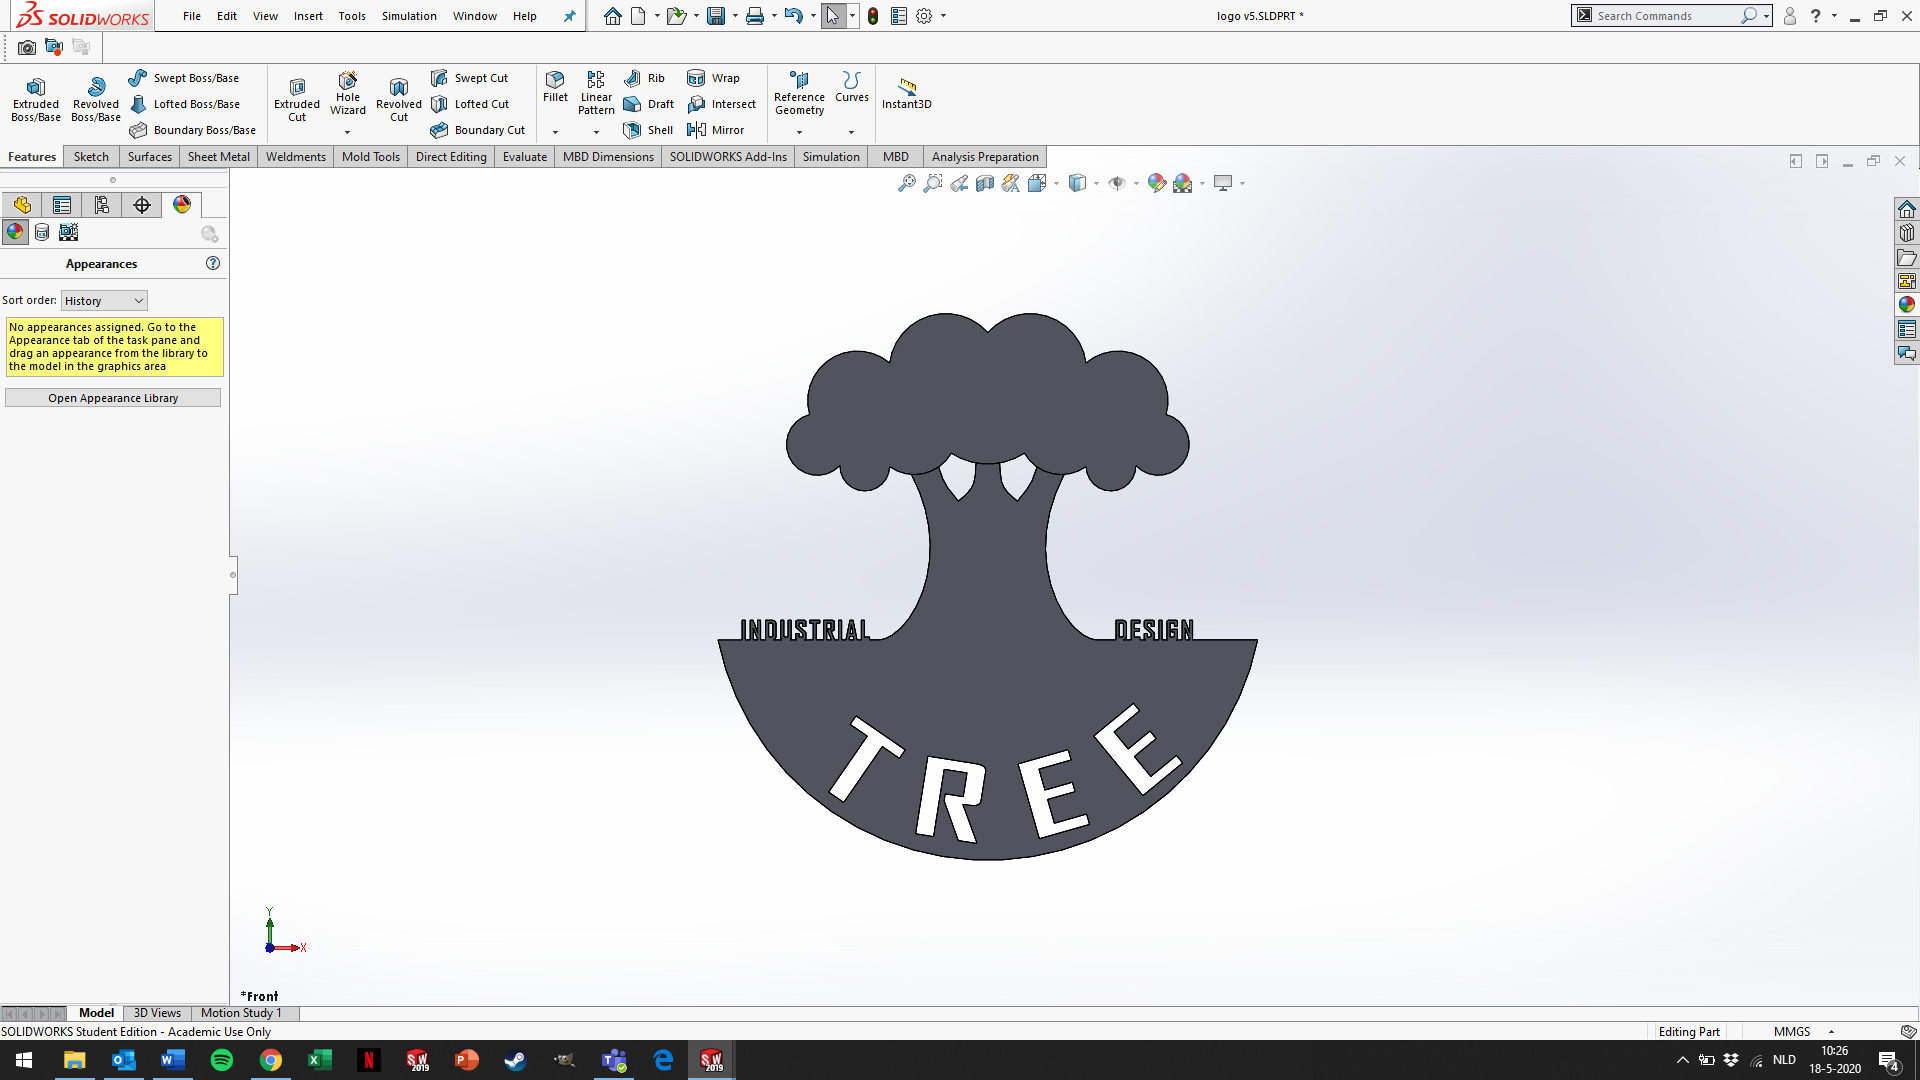 SOLIDWORKS File Edit View Insert Tools Simulation Window Help logo v5.SLDPRT * Search Commands ?
Extruded Boss/Base Revolved Boss/Base Swept Boss/Base Lofted Boss/Base Boundary Boss/Base Extruded Cut Hole Wizard Revolved Cut Swept Cut Lofted Cut Boundary Cut Fillet Linear Pattern Rib Draft Shell Wrap Intersect Mirror Reference Geometry Curves Instant3D
Features Sketch Surfaces Sheet Metal Weldments Mold Tools Direct Editing Evaluate MBD Dimensions SOLIDWORKS Add-Ins Simulation MBD Analysis Preparation
Appearances ?
Sort order: History
No appearances assigned. Go to the
Appearance tab of the task pane and
drag an appearance from the library to
the model in the graphics area
Open Appearance Library
INDUSTRIAL DESIGN
TREE
Y
X
*Front
Model 3D Views Motion Study 1
SOLIDWORKS Student Edition - Academic Use Only Editing Part MMGS
SW 2019 SW 2019 NLD 10:26
18-5-2020 4